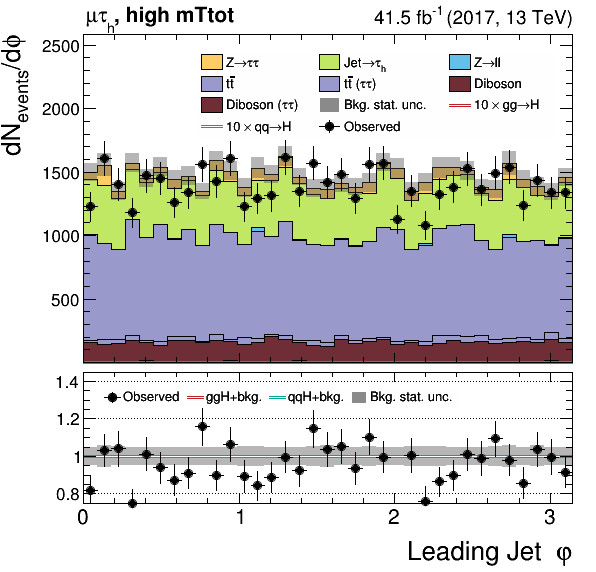 μτh, high mTtot 41.5 fb-1 (2017, 13 TeV)
dNevents/dϕ
2500
2000
1500
1000
500
Z→ττ Jet→τh Z→ll
tt̄ tt̄ (ττ) Diboson
Diboson (ττ) Bkg. stat unc. 10×gg→H
10×qq→H Observed
1.4
1.2
1
0.8
Observed ggH+bkg. qqH+bkg. Bkg. stat. unc.
0 1 2 3
Leading Jet φ